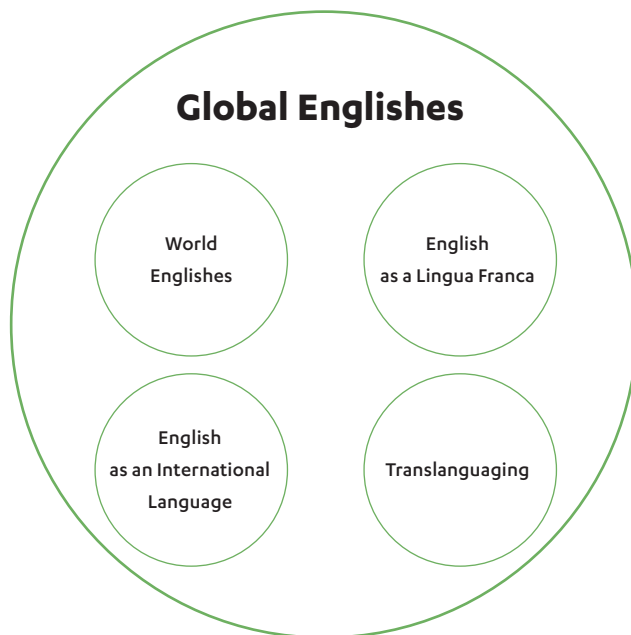 Global Englishes
World
Englishes
English
as a Lingua Franca
English
as an International
Language
Translanguaging